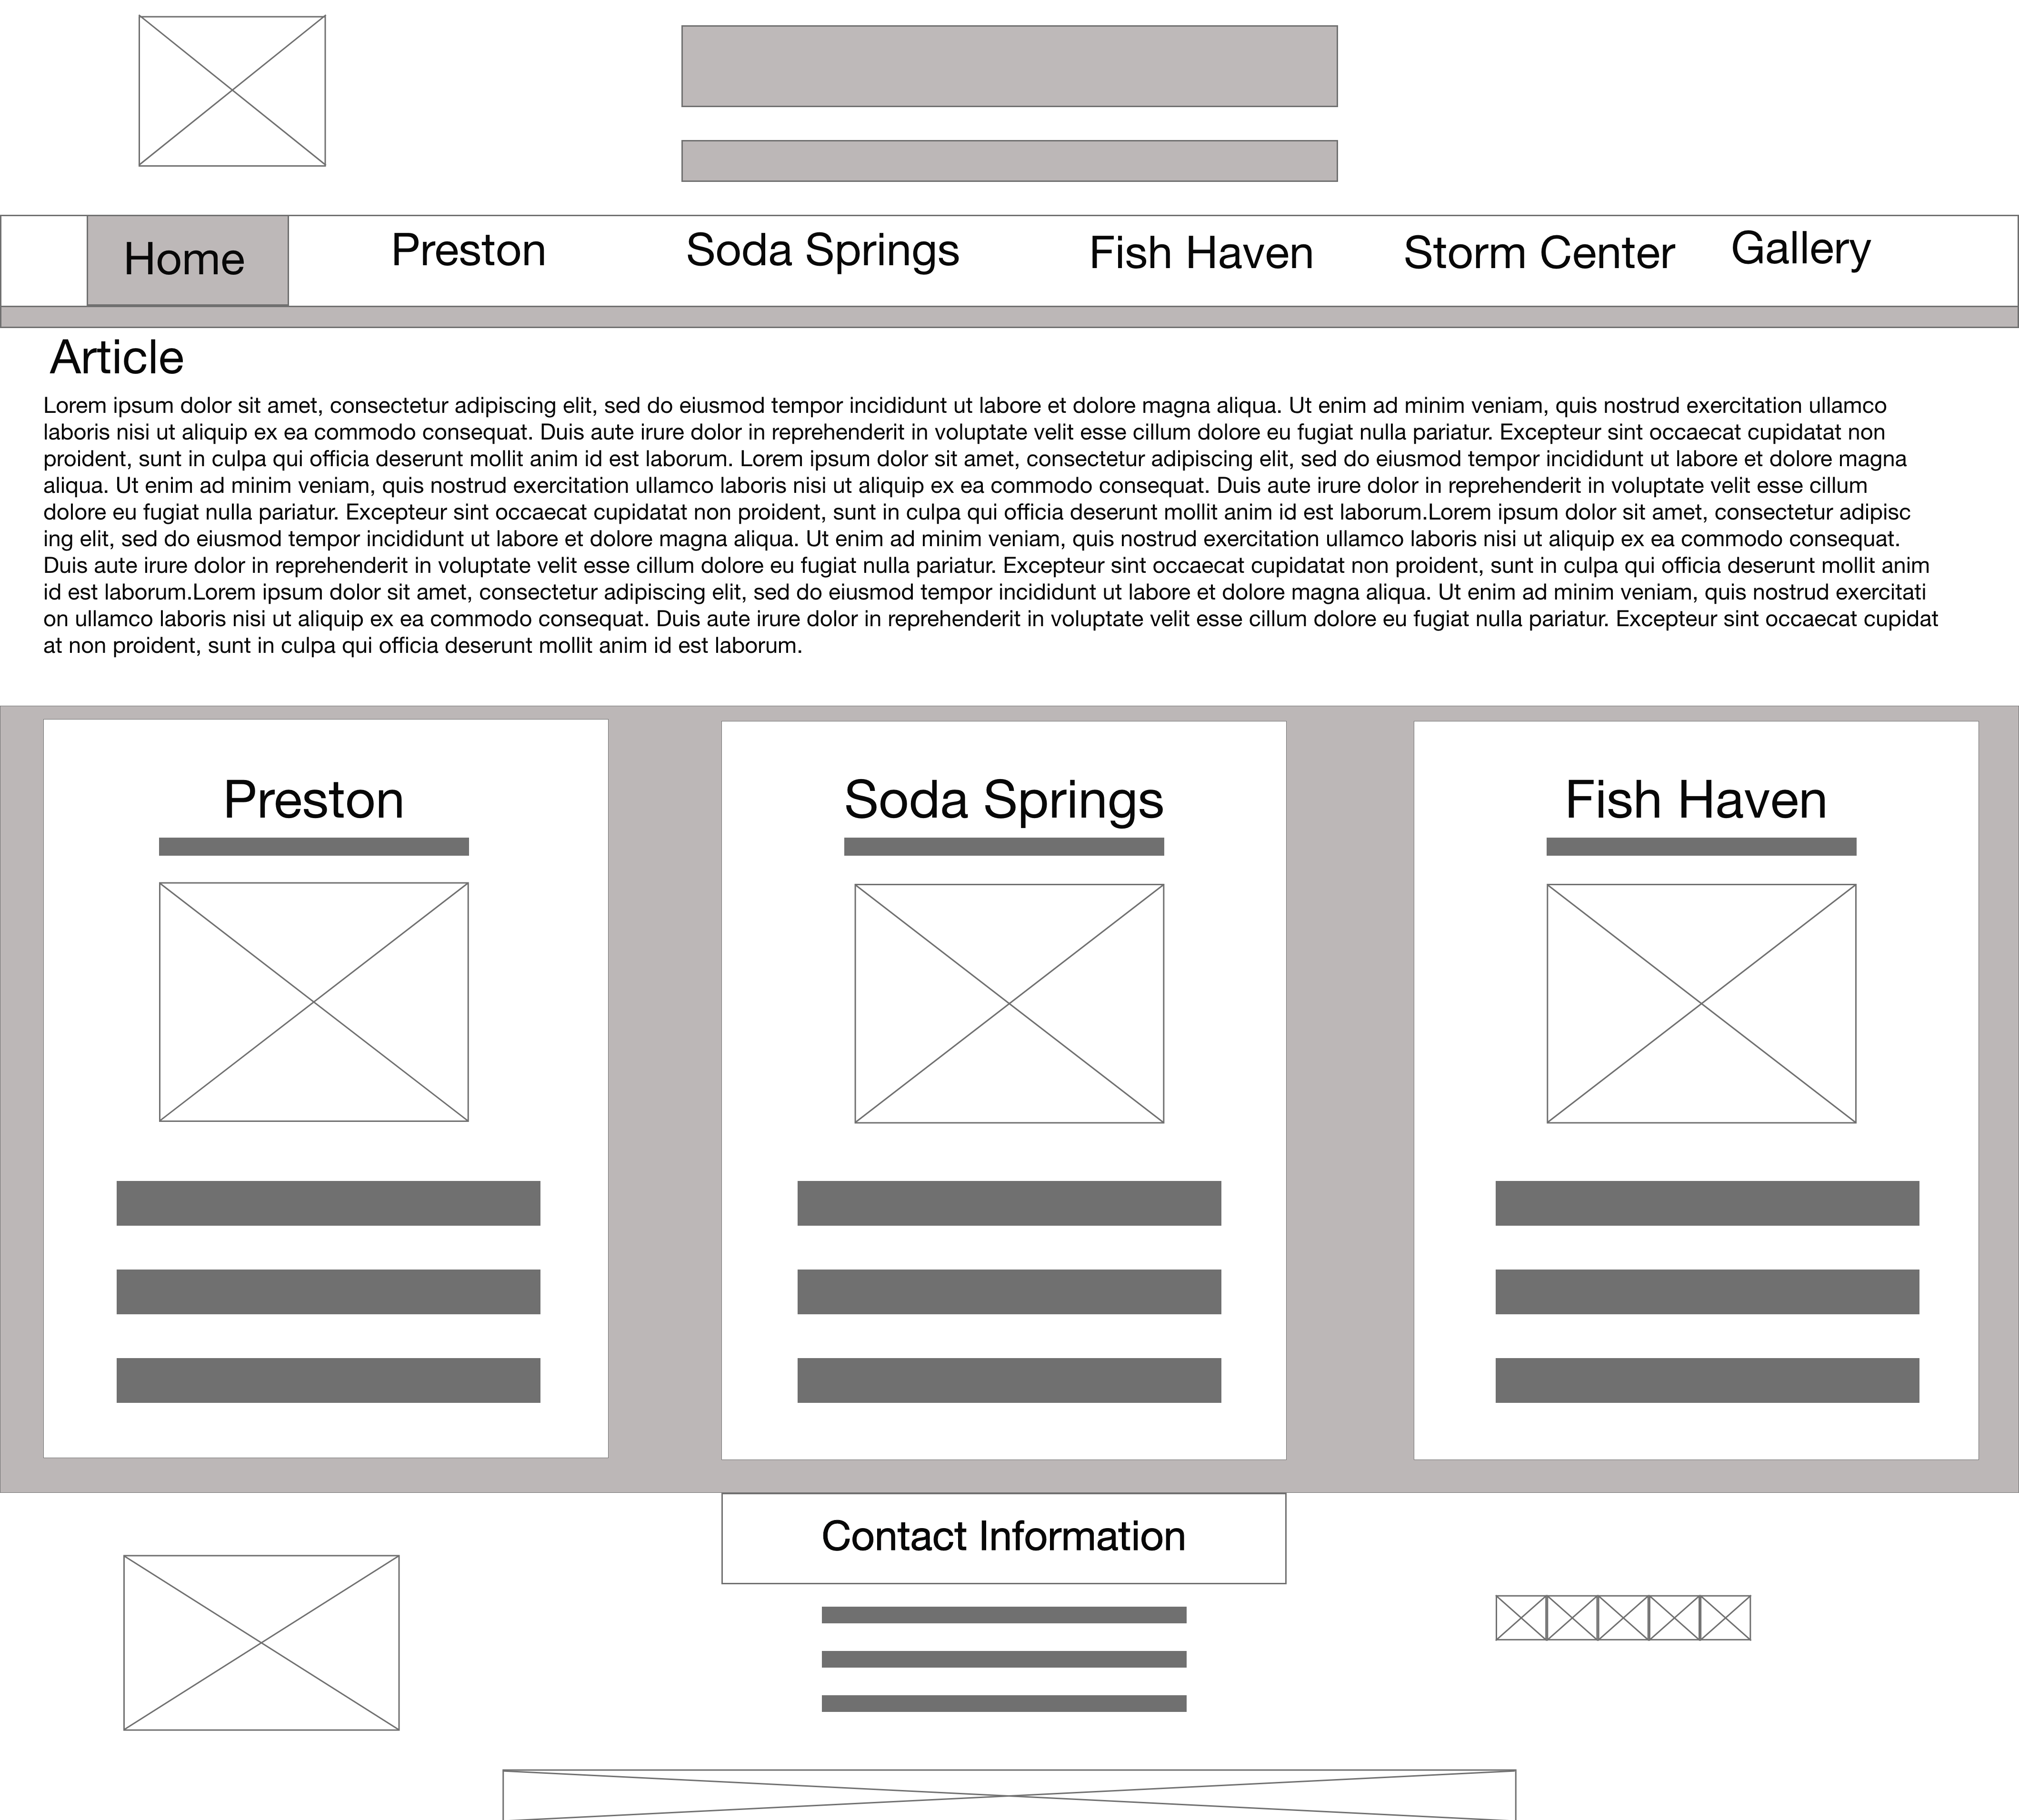 Home Preston Soda Springs Fish Haven Storm Center Gallery
Article
Lorem ipsum dolor sit amet, consectetur adipiscing elit, sed do eiusmod tempor incididunt ut labore et dolore magna aliqua. Ut enim ad minim veniam, quis nostrud exercitation ullamco
laboris nisi ut aliquip ex ea commodo consequat. Duis aute irure dolor in reprehenderit in voluptate velit esse cillum dolore eu fugiat nulla pariatur. Excepteur sint occaecat cupidatat non
proident, sunt in culpa qui officia deserunt mollit anim id est laborum. Lorem ipsum dolor sit amet, consectetur adipiscing elit, sed do eiusmod tempor incididunt ut labore et dolore magna
aliqua. Ut enim ad minim veniam, quis nostrud exercitation ullamco laboris nisi ut aliquip ex ea commodo consequat. Duis aute irure dolor in reprehenderit in voluptate velit esse cillum
dolore eu fugiat nulla pariatur. Excepteur sint occaecat cupidatat non proident, sunt in culpa qui officia deserunt mollit anim id est laborum.Lorem ipsum dolor sit amet, consectetur adipisc
ing elit, sed do eiusmod tempor incididunt ut labore et dolore magna aliqua. Ut enim ad minim veniam, quis nostrud exercitation ullamco laboris nisi ut aliquip ex ea commodo consequat.
Duis aute irure dolor in reprehenderit in voluptate velit esse cillum dolore eu fugiat nulla pariatur. Excepteur sint occaecat cupidatat non proident, sunt in culpa qui officia deserunt mollit anim
id est laborum.Lorem ipsum dolor sit amet, consectetur adipiscing elit, sed do eiusmod tempor incididunt ut labore et dolore magna aliqua. Ut enim ad minim veniam, quis nostrud exercitati
on ullamco laboris nisi ut aliquip ex ea commodo consequat. Duis aute irure dolor in reprehenderit in voluptate velit esse cillum dolore eu fugiat nulla pariatur. Excepteur sint occaecat cupidat
at non proident, sunt in culpa qui officia deserunt mollit anim id est laborum.
Preston
Soda Springs
Fish Haven
Contact Information